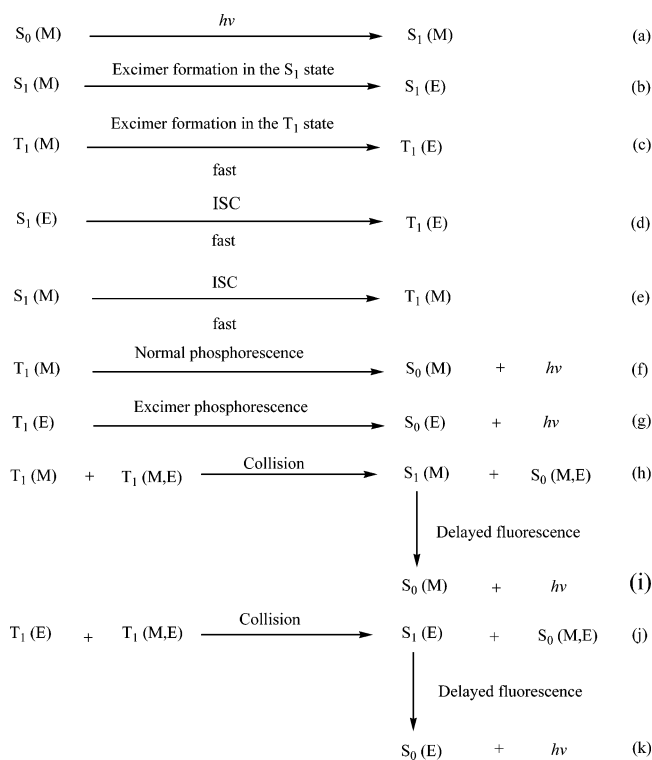 S₀ (M) hν S₁ (M) (a)
S₁ (M) Excimer formation in the S₁ state S₁ (E) (b)
T₁ (M) Excimer formation in the T₁ state T₁ (E) (c)
fast
S₁ (E) ISC T₁ (E) (d)
fast
S₁ (M) ISC T₁ (M) (e)
fast
T₁ (M) Normal phosphorescence S₀ (M) + hν (f)
T₁ (E) Excimer phosphorescence S₀ (E) + hν (g)
T₁ (M) + T₁ (M,E) Collision S₁ (M) + S₀ (M,E) (h)
Delayed fluorescence
S₀ (M) + hν (i)
T₁ (E) + T₁ (M,E) Collision S₁ (E) + S₀ (M,E) (j)
Delayed fluorescence
S₀ (E) + hν (k)